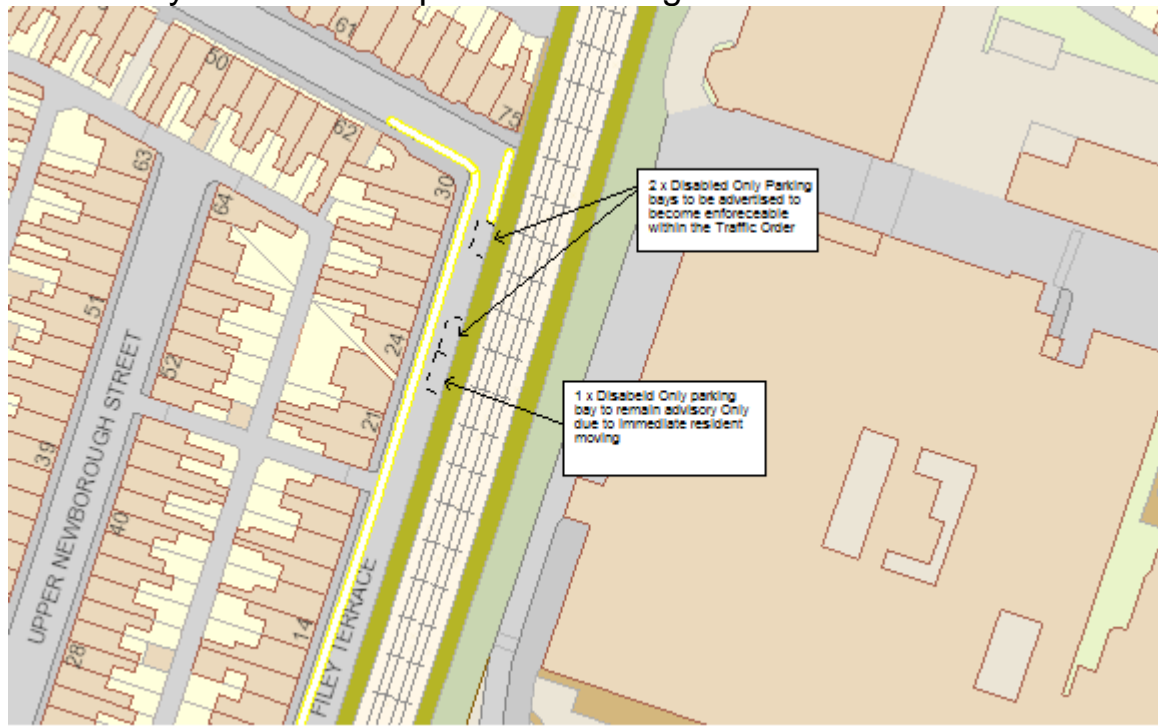 61
50
62
75
63
30
64
2 x Disabled Only Parking
bays to be advertised to
become enforeceable
within the Traffic Order
51
52
24
1 x Disabeld Only parking
bay to remain advisory Only
due to immediate resident
moving
21
UPPER NEWBOROUGH STREET
39
40
FILEY TERRACE
14
28